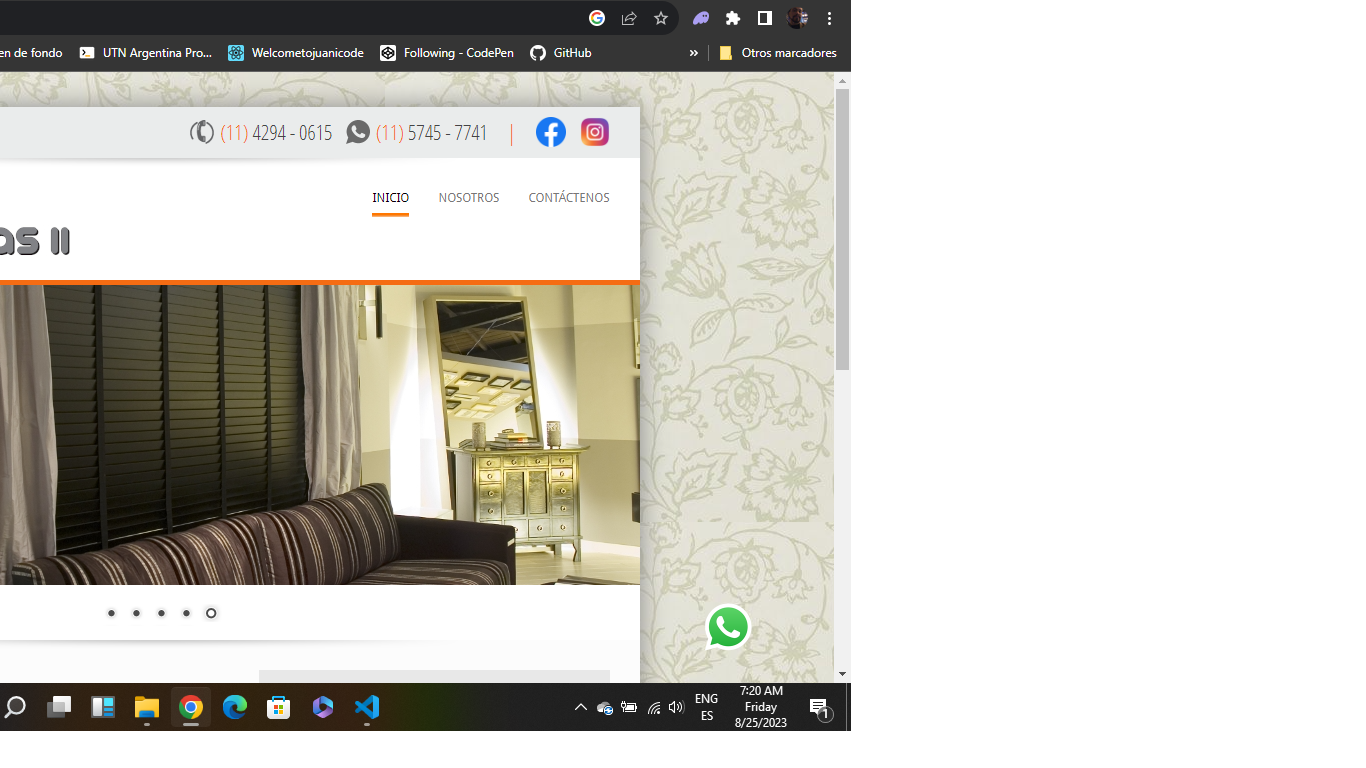 en de fondo UTN Argentina Pro... Welcometojuanicode Following - CodePen GitHub » Otros marcadores
(11) 4294 - 0615 (11) 5745 - 7741 |
INICIO NOSOTROS CONTÁCTENOS
as II
ENG
ES
7:20 AM
Friday
8/25/2023
1